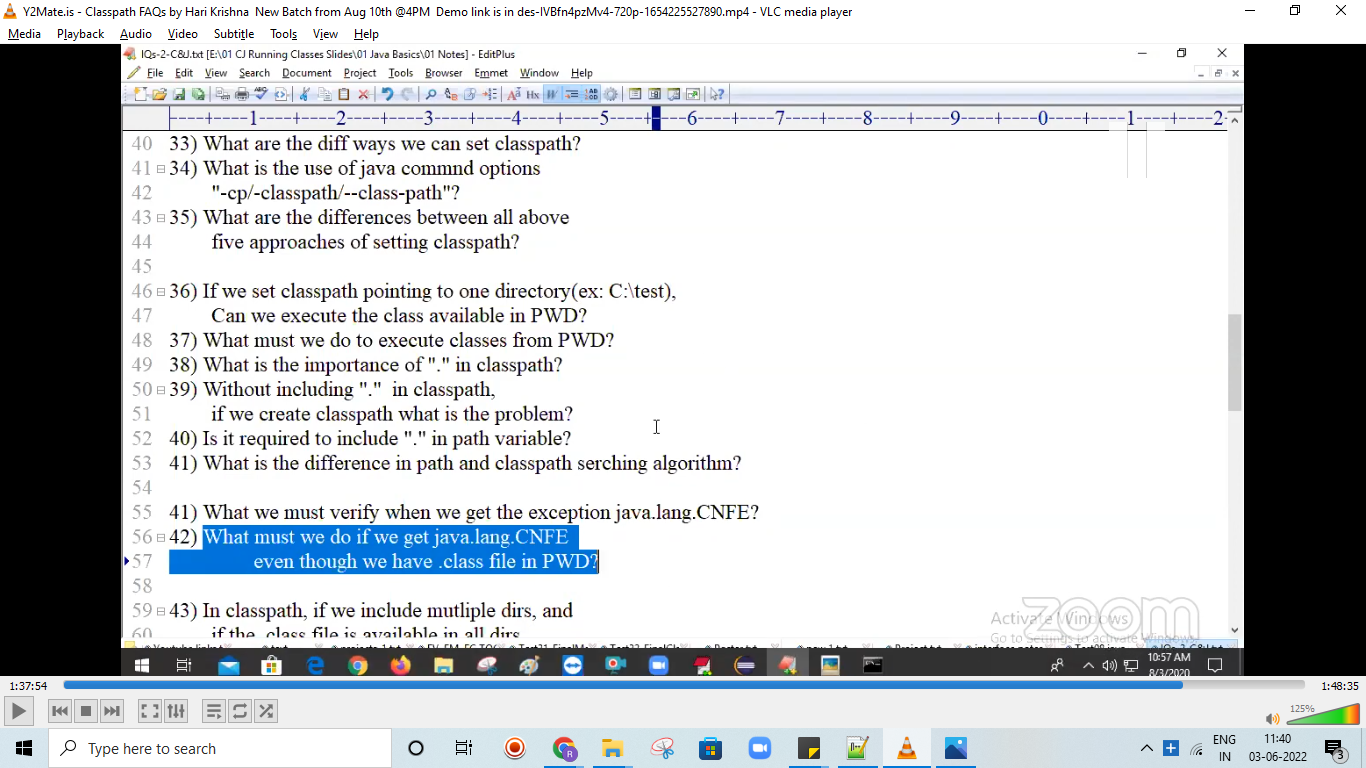 Y2Mate.is - Classpath FAQs by Hari Krishna  New Batch from Aug 10th @4PM  Demo link is in des-IVBfn4pzMv4-720p-1654225527890.mp4 - VLC media player
Media Playback Audio Video Subtitle Tools View Help
IQs-2-C&J.txt [E:\01 CJ Running Classes Slides\01 Java Basics\01 Notes] - EditPlus
File Edit View Search Document Project Tools Browser Emmet Window Help
----+----1----+----2----+----3----+----4----+----5----+----6----+----7----+----8----+----9----+----0----+----1----+----2-
40 33) What are the diff ways we can set classpath?
41 34) What is the use of java commnd options
42 "-cp/-classpath/--class-path"?
43 35) What are the differences between all above
44 five approaches of setting classpath?
45
46 36) If we set classpath pointing to one directory(ex: C:\test),
47 Can we execute the class available in PWD?
48 37) What must we do to execute classes from PWD?
49 38) What is the importance of "." in classpath?
50 39) Without including "."  in classpath,
51 if we create classpath what is the problem?
52 40) Is it required to include "." in path variable?
53 41) What is the difference in path and classpath serching algorithm?
54
55 41) What we must verify when we get the exception java.lang.CNFE?
56 42) What must we do if we get java.lang.CNFE
57 even though we have .class file in PWD?
58
59 43) In classpath, if we include mutliple dirs, and
60 if the .class file is available in all dirs
zoom
Activate Windows
Go to Settings to activate Windows.
10:57 AM
8/3/2020
1:37:54 1:48:35
125%
Type here to search
ENG 11:40
IN 03-06-2022 3